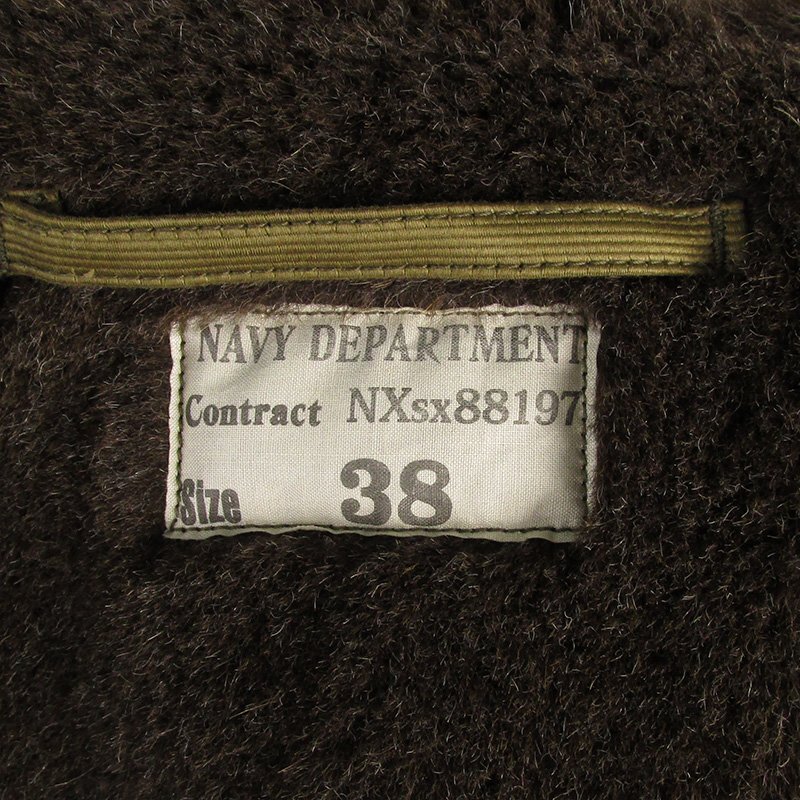 NAVY DEPARTMENT
Contract NXsx88197
Size 38